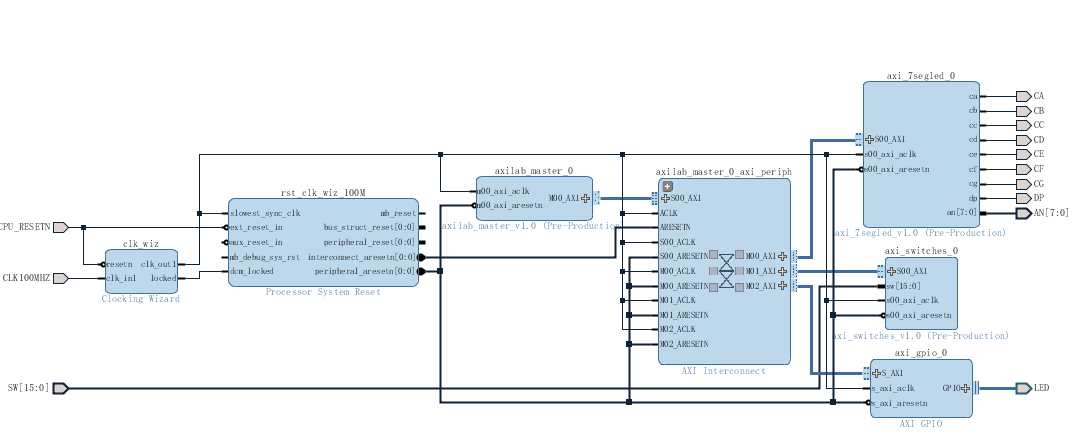 axi_7segled_0
CA
CB
CC
CD
CE
CF
CG
DP
AN[7:0]
ca
cb
cc
cd
ce
cf
cg
dp
an[7:0]
S00_AXI
s00_axi_aclk
s00_axi_aresetn
axi_7segled_v1.0 (Pre-Production)
axilab_master_0
m00_axi_aclk
m00_axi_aresetn
M00_AXI
axilab_master_v1.0 (Pre-Production)
axilab_master_0_axi_periph
S00_AXI
ACLK
ARESETN
S00_ACLK
S00_ARESETN
M00_ACLK
M00_ARESETN
M01_ACLK
M01_ARESETN
M02_ACLK
M02_ARESETN
M00_AXI
M01_AXI
M02_AXI
AXI Interconnect
rst_clk_wiz_100M
slowest_sync_clk
ext_reset_in
aux_reset_in
mb_debug_sys_rst
dcm_locked
mb_reset
bus_struct_reset[0:0]
peripheral_reset[0:0]
interconnect_aresetn[0:0]
peripheral_aresetn[0:0]
Processor System Reset
CPU_RESETN
CLK100MHZ
clk_wiz
resetn
clk_in1
clk_out1
locked
Clocking Wizard
axi_switches_0
S00_AXI
sw[15:0]
s00_axi_aclk
s00_axi_aresetn
axi_switches_v1.0 (Pre-Production)
axi_gpio_0
S_AXI
s_axi_aclk
s_axi_aresetn
GPIO
AXI GPIO
SW[15:0]
LED